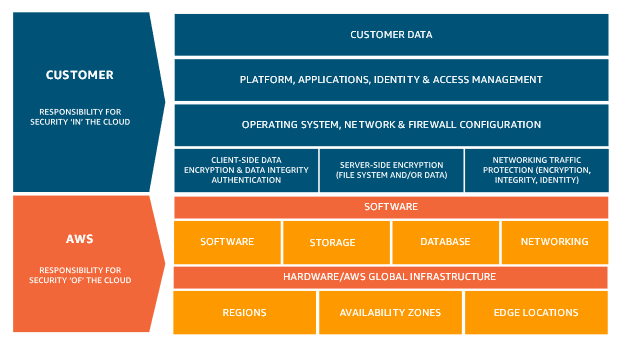 CUSTOMER
RESPONSIBILITY FOR
SECURITY 'IN' THE CLOUD
CUSTOMER DATA
PLATFORM, APPLICATIONS, IDENTITY & ACCESS MANAGEMENT
OPERATING SYSTEM, NETWORK & FIREWALL CONFIGURATION
CLIENT-SIDE DATA
ENCRYPTION & DATA INTEGRITY
AUTHENTICATION
SERVER-SIDE ENCRYPTION
(FILE SYSTEM AND/OR DATA)
NETWORKING TRAFFIC
PROTECTION (ENCRYPTION,
INTEGRITY, IDENTITY)
AWS
RESPONSIBILITY FOR
SECURITY 'OF' THE CLOUD
SOFTWARE
SOFTWARE
STORAGE
DATABASE
NETWORKING
HARDWARE/AWS GLOBAL INFRASTRUCTURE
REGIONS
AVAILABILITY ZONES
EDGE LOCATIONS